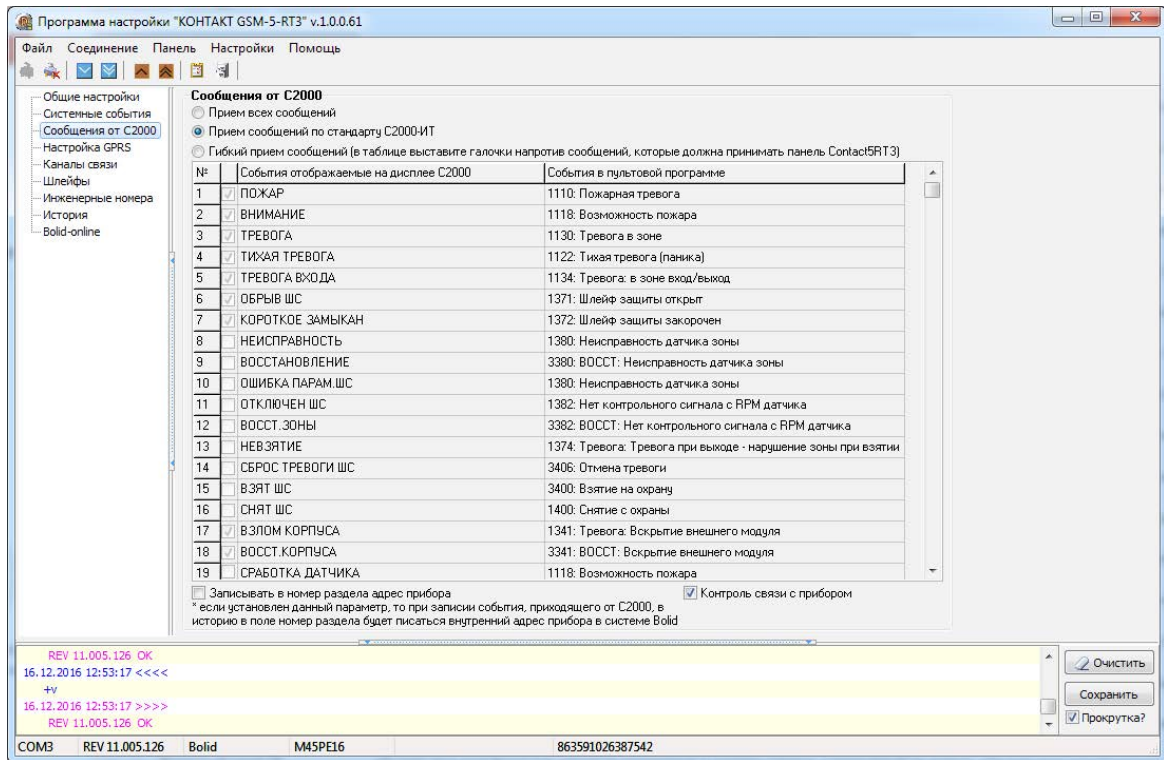 Программа настройки "КОНТАКТ GSM-5-RT3" v.1.0.0.61
Файл Соединение Панель Настройки Помощь
Общие настройки
Системные события
Сообщения от C2000
Настройка GPRS
Каналы связи
Шлейфы
Инженерные номера
История
Bolid-online
Сообщения от C2000
Прием всех сообщений
Прием сообщений по стандарту C2000-ИТ
Гибкий прием сообщений (в таблице выставите галочки напротив сообщений, которые должна принимать панель Contact5RT3)
№ События отображаемые на дисплее C2000 События в пультовой программе
1 ПОЖАР 1110: Пожарная тревога
2 ВНИМАНИЕ 1118: Возможность пожара
3 ТРЕВОГА 1130: Тревога в зоне
4 ТИХАЯ ТРЕВОГА 1122: Тихая тревога (паника)
5 ТРЕВОГА ВХОДА 1134: Тревога: в зоне вход/выход
6 ОБРЫВ ШС 1371: Шлейф защиты открыт
7 КОРОТКОЕ ЗАМЫКАН 1372: Шлейф защиты закорочен
8 НЕИСПРАВНОСТЬ 1380: Неисправность датчика зоны
9 ВОССТАНОВЛЕНИЕ 3380: ВОССТ: Неисправность датчика зоны
10 ОШИБКА ПАРАМ.ШС 1380: Неисправность датчика зоны
11 ОТКЛЮЧЕН ШС 1382: Нет контрольного сигнала с RPM датчика
12 ВОССТ.ЗОНЫ 3382: ВОССТ: Нет контрольного сигнала с RPM датчика
13 НЕВЗЯТИЕ 1374: Тревога: Тревога при выходе - нарушение зоны при взятии
14 СБРОС ТРЕВОГИ ШС 3406: Отмена тревоги
15 ВЗЯТ ШС 3400: Взятие на охрану
16 СНЯТ ШС 1400: Снятие с охраны
17 ВЗЛОМ КОРПУСА 1341: Тревога: Вскрытие внешнего модуля
18 ВОССТ.КОРПУСА 3341: ВОССТ: Вскрытие внешнего модуля
19 СРАБОТКА ДАТЧИКА 1118: Возможность пожара
Записывать в номер раздела адрес прибора Контроль связи с прибором
* если установлен данный параметр, то при записи события, приходящего от C2000, в
историю в поле номер раздела будет писаться внутренний адрес прибора в системе Bolid
REV 11.005.126 OK
16.12.2016 12:53:17 <<<<
+v
16.12.2016 12:53:17 >>>>
REV 11.005.126 OK
Очистить
Сохранить
Прокрутка?
COM3 REV 11.005.126 Bolid M45PE16 863591026387542